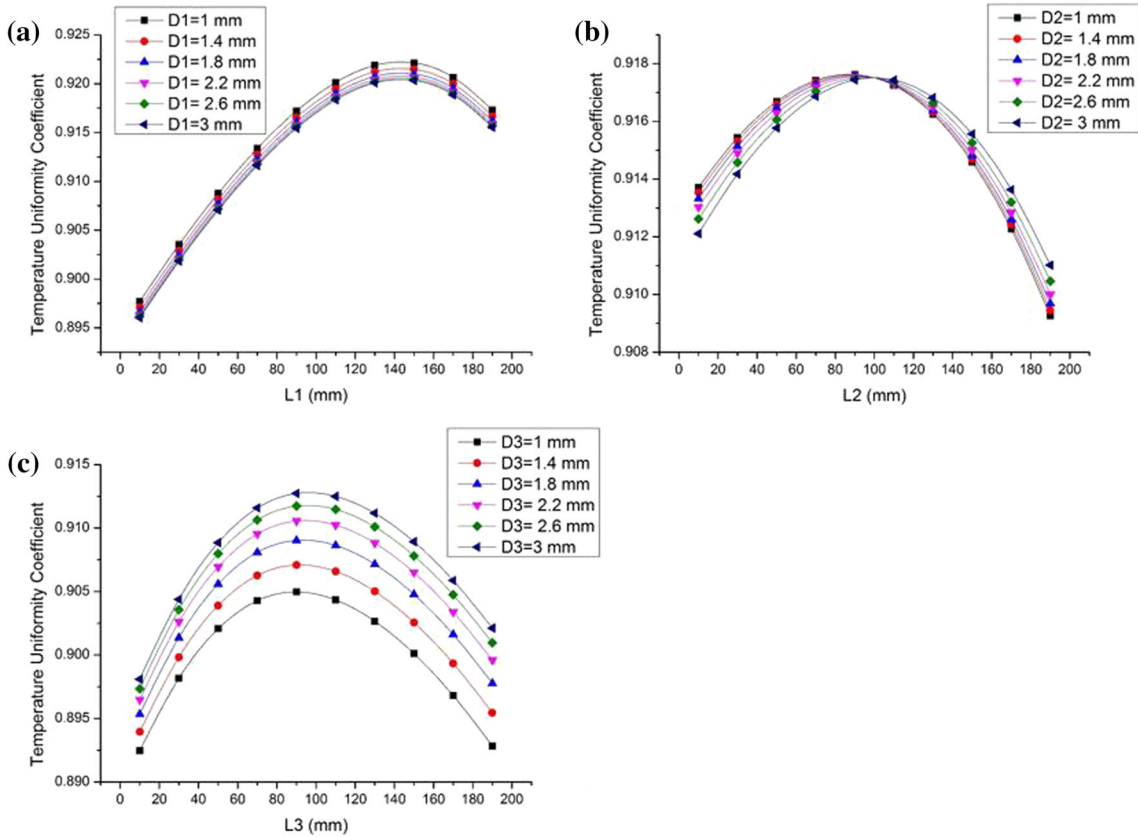 (a)
D1=1 mm
D1=1.4 mm
D1=1.8 mm
D1= 2.2 mm
D1= 2.6 mm
D1=3 mm
0.925
0.920
0.915
0.910
0.905
0.900
0.895
Temperature Uniformity Coefficient
0 20 40 60 80 100 120 140 160 180 200
L1 (mm)
(b)
D2=1 mm
D2= 1.4 mm
D2=1.8 mm
D2= 2.2 mm
D2=2.6 mm
D2= 3 mm
0.918
0.916
0.914
0.912
0.910
0.908
Temperature Uniformity Coefficient
0 20 40 60 80 100 120 140 160 180 200
L2 (mm)
(c)
D3=1 mm
D3=1.4 mm
D3=1.8 mm
D3= 2.2 mm
D3= 2.6 mm
D3=3 mm
0.915
0.910
0.905
0.900
0.895
0.890
Temperature Uniformity Coefficient
0 20 40 60 80 100 120 140 160 180 200
L3 (mm)